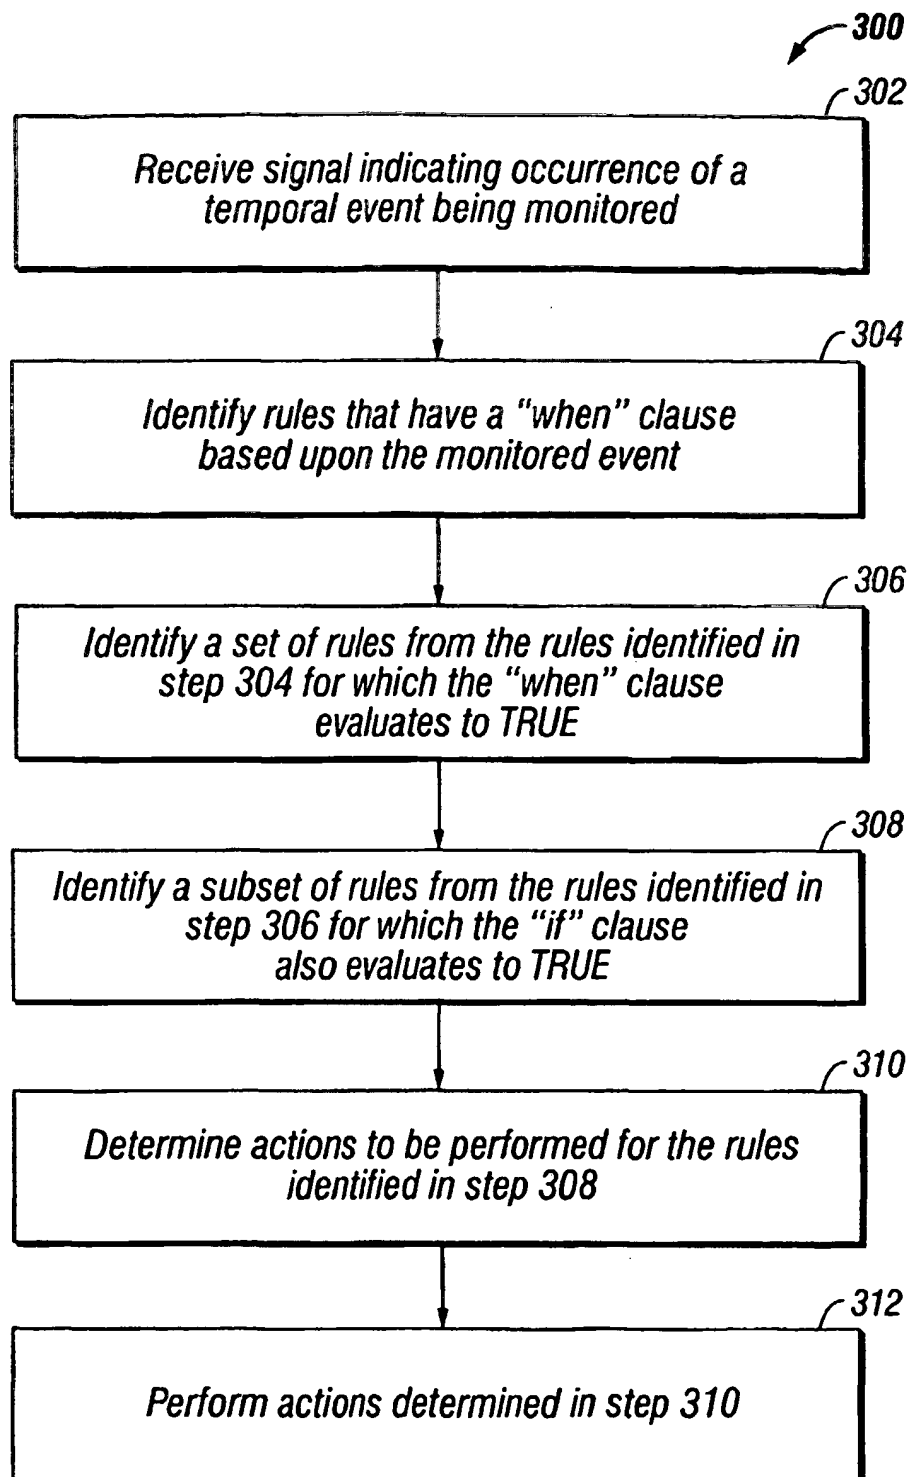 300
302
Receive signal indicating occurrence of a
temporal event being monitored
304
Identify rules that have a “when” clause
based upon the monitored event
306
Identify a set of rules from the rules identified in
step 304 for which the “when” clause
evaluates to TRUE
308
Identify a subset of rules from the rules identified in
step 306 for which the “if” clause
also evaluates to TRUE
310
Determine actions to be performed for the rules
identified in step 308
312
Perform actions determined in step 310